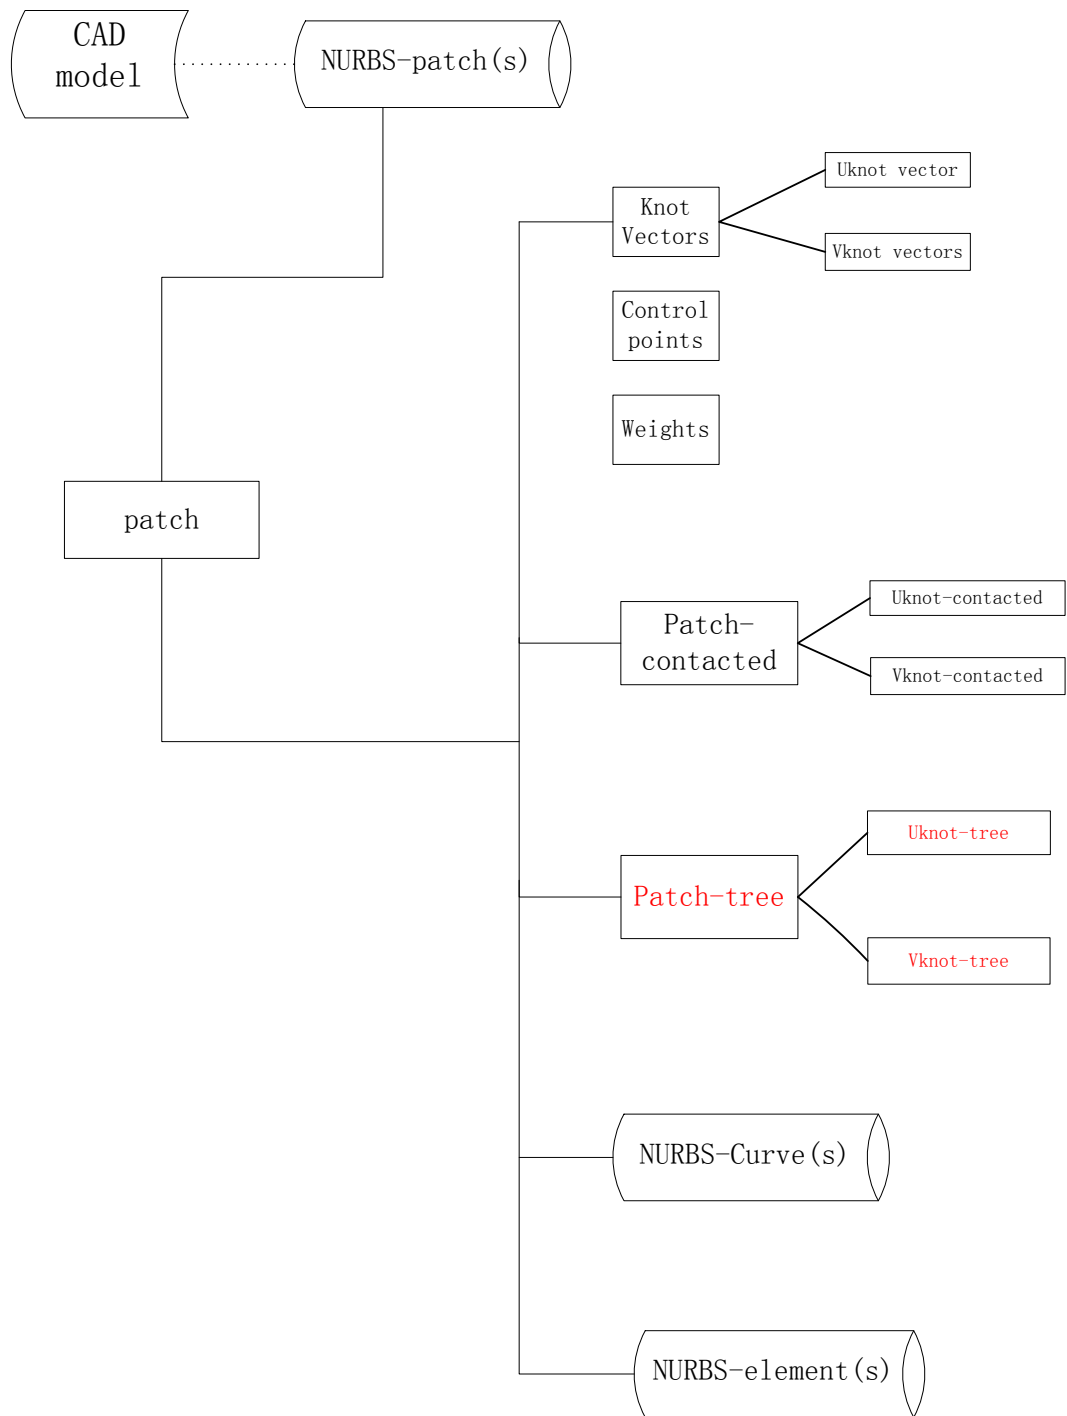 CAD
model
NURBS-patch(s)
Uknot vector
Knot
Vectors
Vknot vectors
Control
points
Weights
patch
Uknot-contacted
Patch-
contacted
Vknot-contacted
Uknot-tree
Patch-tree
Vknot-tree
NURBS-Curve(s)
NURBS-element(s)